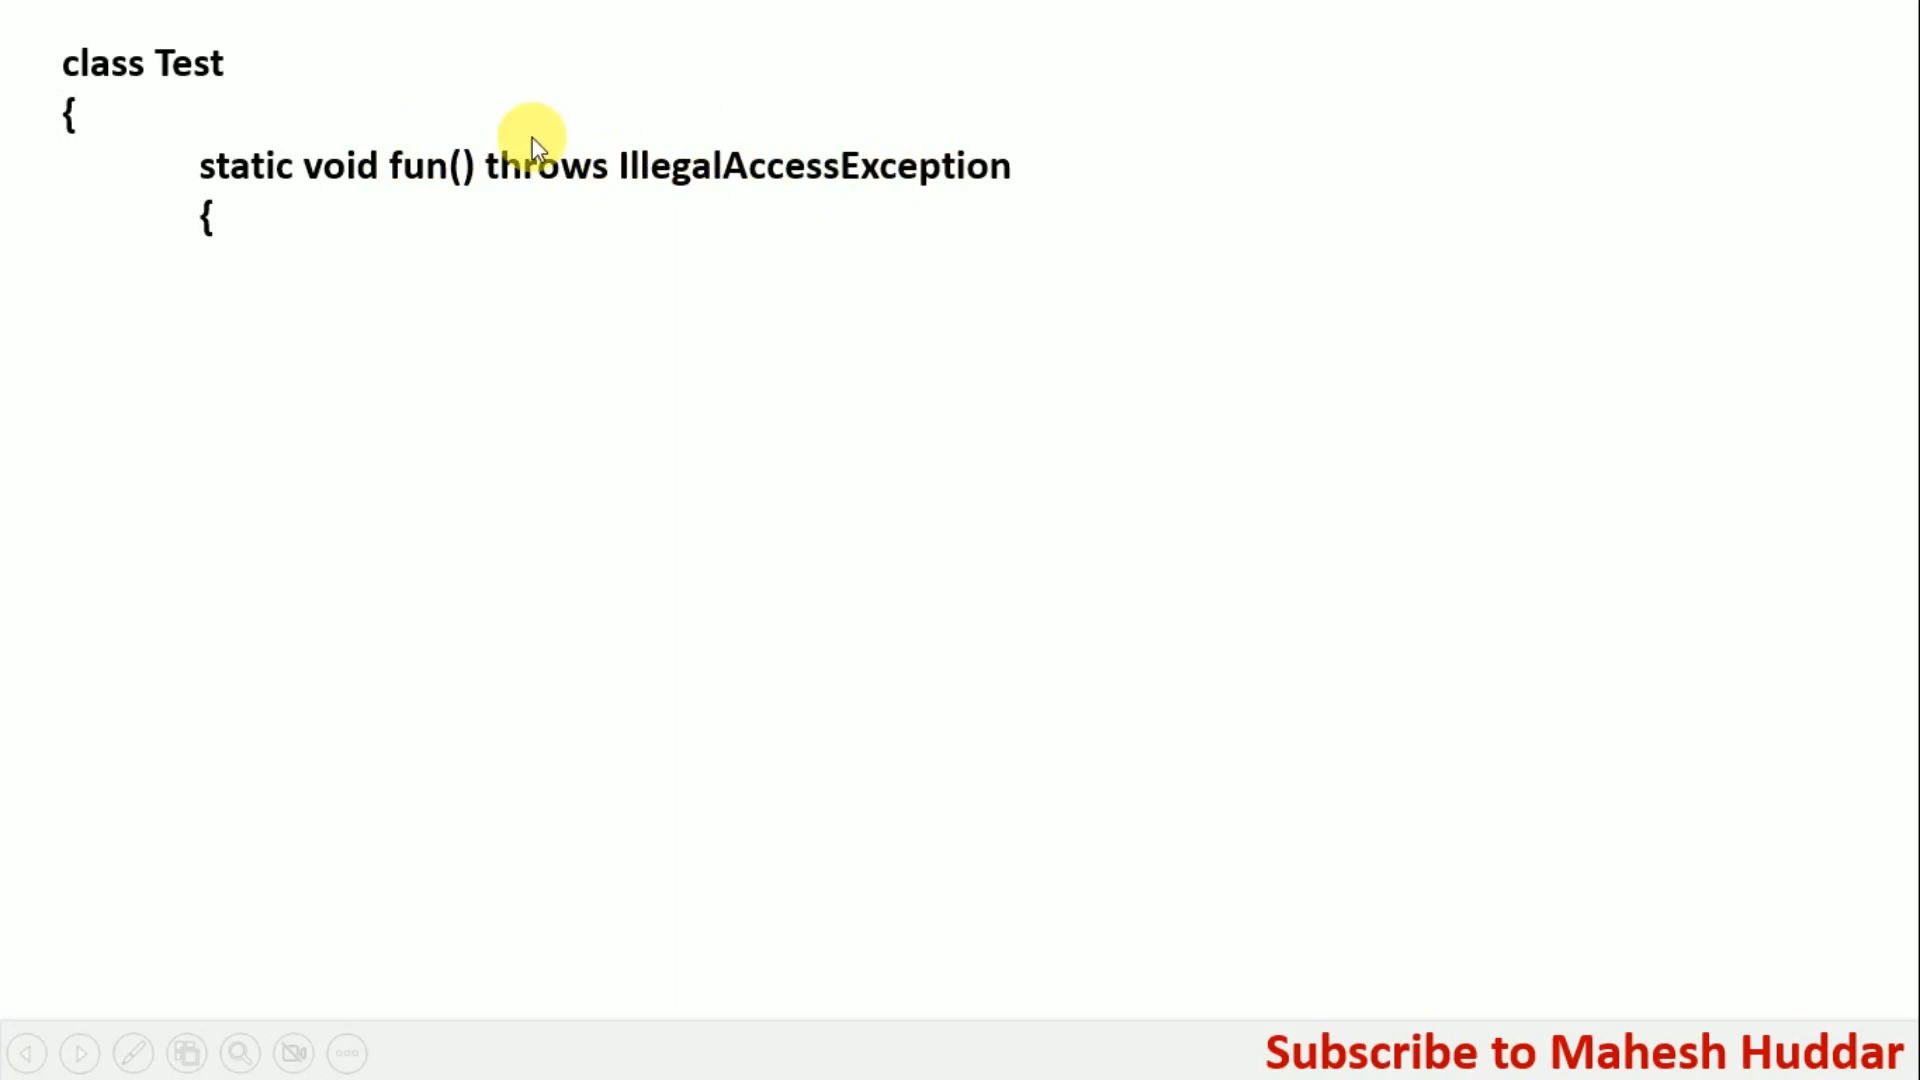 class Test
{
static void fun() throws IllegalAccessException
{
Subscribe to Mahesh Huddar